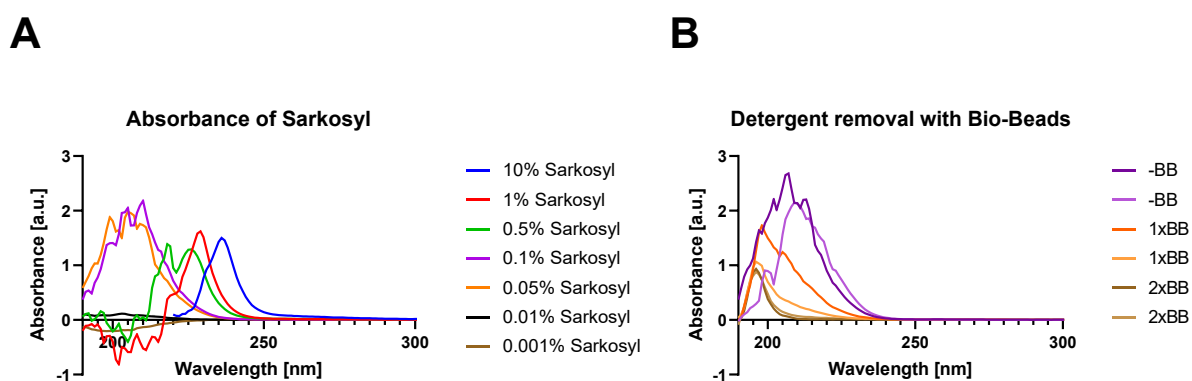 A
Absorbance of Sarkosyl
Absorbance [a.u.]
3
2
1
0
-1
200
250
300
Wavelength [nm]
10% Sarkosyl
1% Sarkosyl
0.5% Sarkosyl
0.1% Sarkosyl
0.05% Sarkosyl
0.01% Sarkosyl
0.001% Sarkosyl
B
Detergent removal with Bio-Beads
Absorbance [a.u.]
3
2
1
0
-1
200
250
300
Wavelength [nm]
-BB
-BB
1xBB
1xBB
2xBB
2xBB